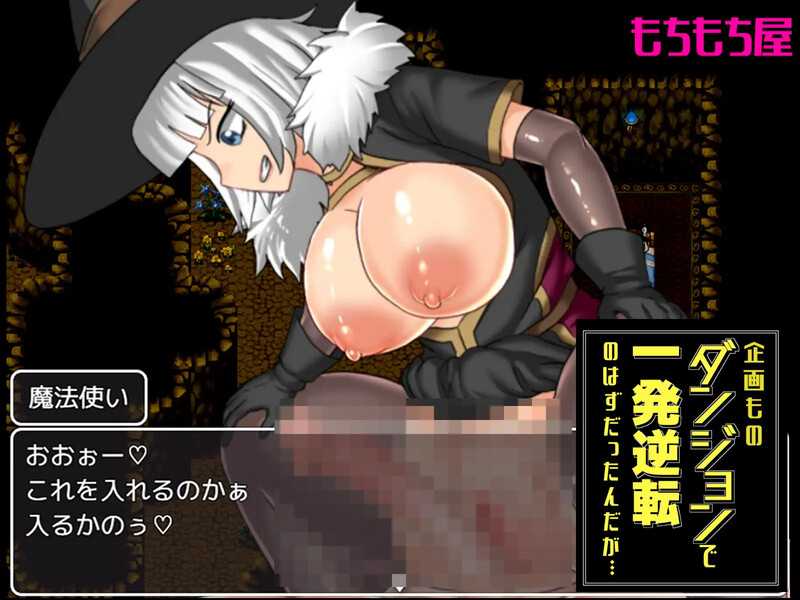 もちもち屋
企画もの
ダンジョンで
一発逆転
のはずだったんだが…
魔法使い
おおぉー♡
これを入れるのかぁ
入るかのぅ♡